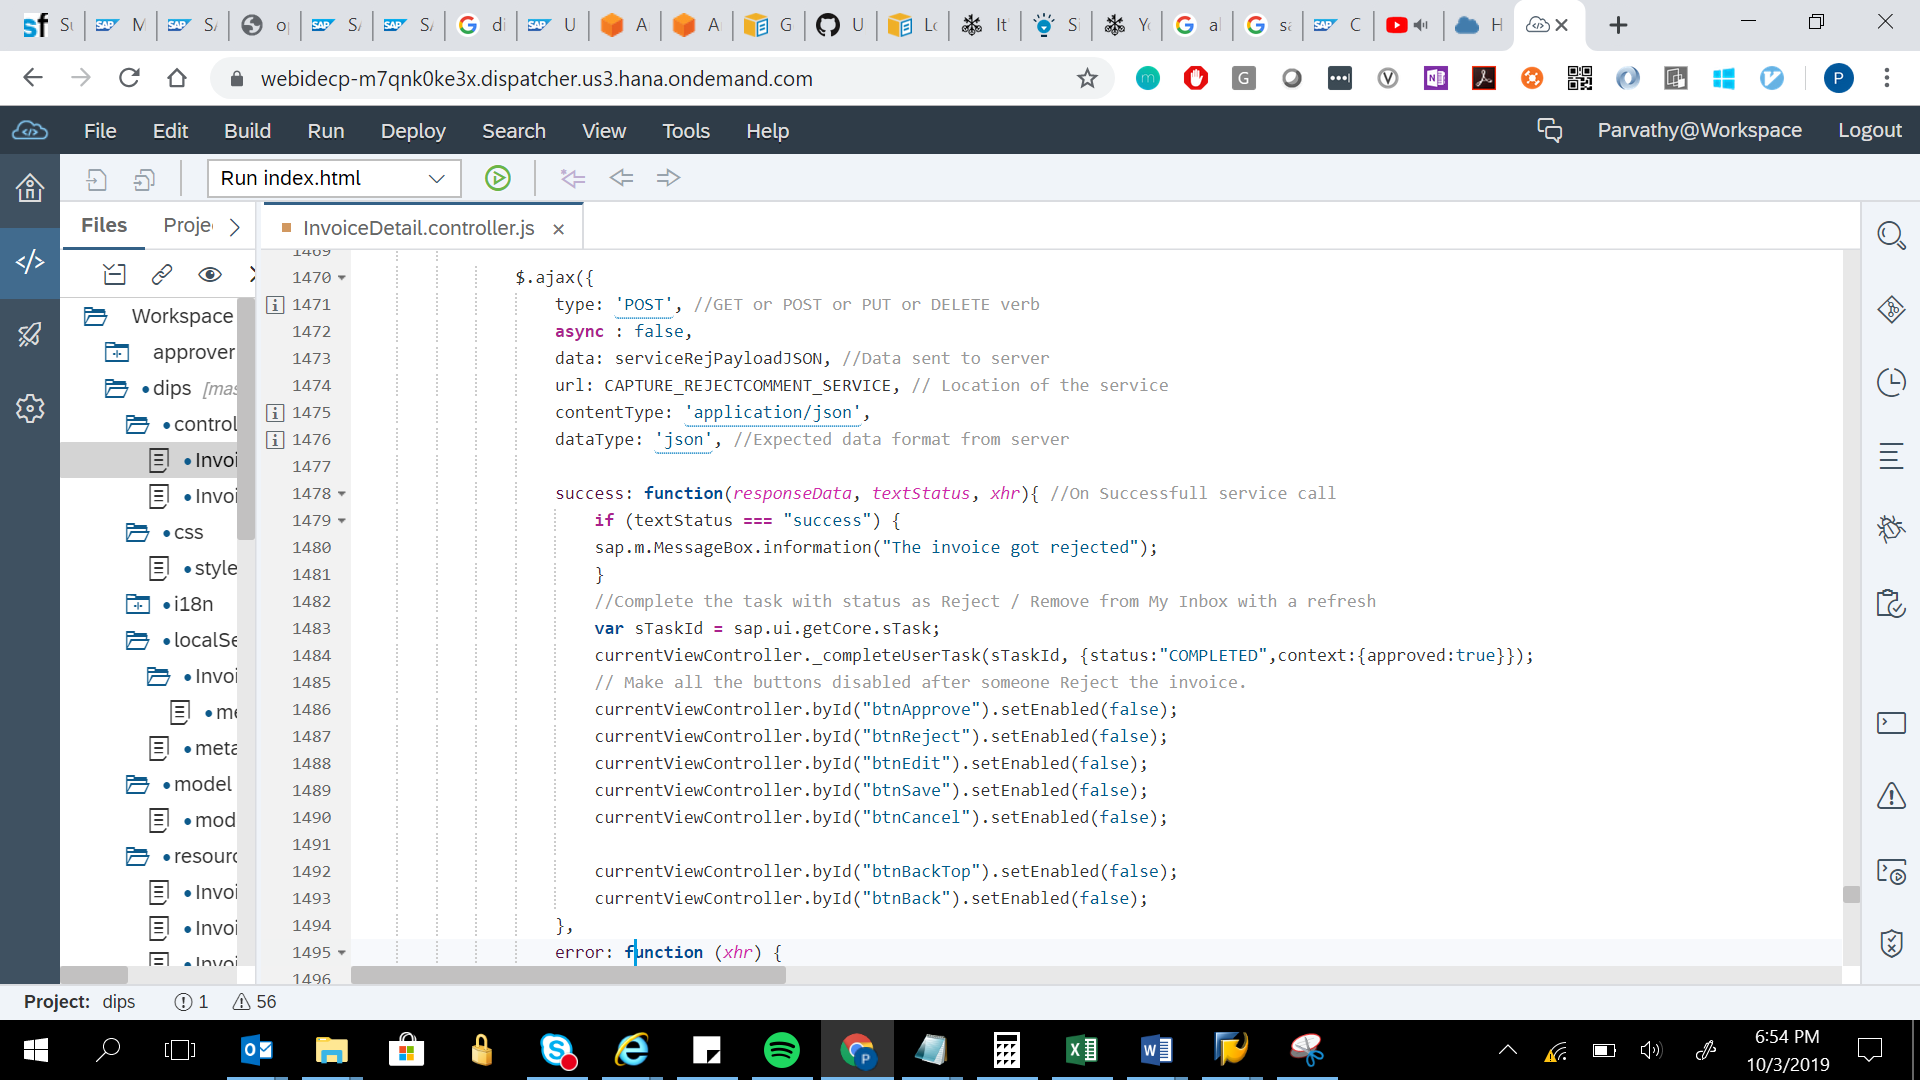 sf
webidecp-m7qnk0ke3x.dispatcher.us3.hana.ondemand.com
File Edit Build Run Deploy Search View Tools Help
Parvathy@Workspace Logout
Run index.html
Files
InvoiceDetail.controller.js
Workspace
approver
dips
css
i18n
model
1469
1470 $.ajax({
1471 type: 'POST', //GET or POST or PUT or DELETE verb
1472 async : false,
1473 data: serviceRejPayloadJSON, //Data sent to server
1474 url: CAPTURE_REJECTCOMMENT_SERVICE, // Location of the service
1475 contentType: 'application/json',
1476 dataType: 'json', //Expected data format from server
1477
1478 success: function(responseData, textStatus, xhr){ //On Successfull service call
1479 if (textStatus === "success") {
1480 sap.m.MessageBox.information("The invoice got rejected");
1481 }
1482 //Complete the task with status as Reject / Remove from My Inbox with a refresh
1483 var sTaskId = sap.ui.getCore.sTask;
1484 currentViewController._completeUserTask(sTaskId, {status:"COMPLETED",context:{approved:true}});
1485 // Make all the buttons disabled after someone Reject the invoice.
1486 currentViewController.byId("btnApprove").setEnabled(false);
1487 currentViewController.byId("btnReject").setEnabled(false);
1488 currentViewController.byId("btnEdit").setEnabled(false);
1489 currentViewController.byId("btnSave").setEnabled(false);
1490 currentViewController.byId("btnCancel").setEnabled(false);
1491
1492 currentViewController.byId("btnBackTop").setEnabled(false);
1493 currentViewController.byId("btnBack").setEnabled(false);
1494 },
1495 error: function (xhr) {
1496
Project: dips 1 56
6:54 PM
10/3/2019